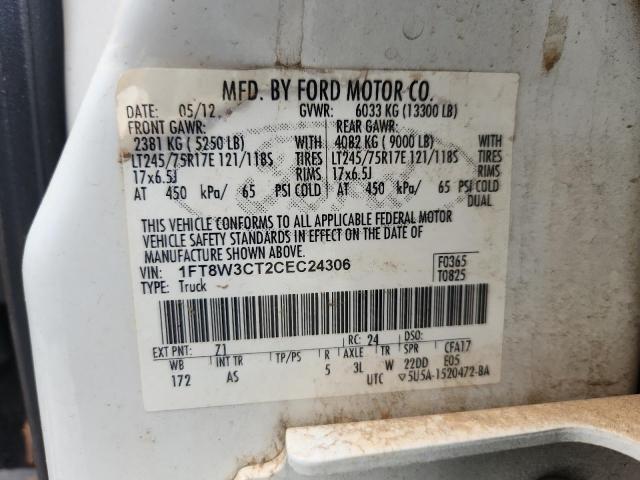 MFD. BY FORD MOTOR CO.
DATE: 05/12 GVWR: 6033 KG (13300 LB)
FRONT GAWR: REAR GAWR:
2381 KG ( 5250 LB) WITH 4082 KG ( 9000 LB) WITH
LT245/75R17E 121/118S TIRES LT245/75R17E 121/118S TIRES
17x6.5J RIMS 17x6.5J RIMS
AT 450 kPa/ 65 PSI COLD AT 450 kPa/ 65 PSI COLD
DUAL
THIS VEHICLE CONFORMS TO ALL APPLICABLE FEDERAL MOTOR
VEHICLE SAFETY STANDARDS IN EFFECT ON THE DATE OF
MANUFACTURE SHOWN ABOVE.
VIN: 1FT8W3CT2CEC24306 F0365
TYPE: Truck T0825
EXT PNT: Z1 RC: 24 DSO:
WB INT TR TP/PS R AXLE TR SPR CFA17
172 AS 5 3L W 22DD E05
UTC ▽5U5A-1520472-BA